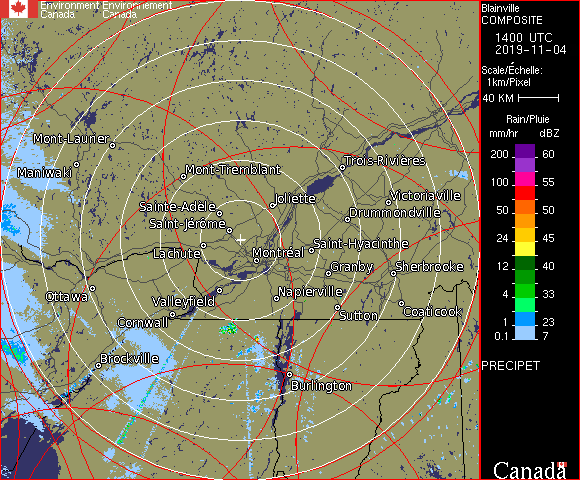 Environment Environnement
Canada Canada
Blainville
COMPOSITE
1400 UTC
2019-11-04
Scale/Échelle:
1km/Pixel
40 KM
Rain/Pluie
mm/hr dBZ
200 60
100 55
50 50
24 45
12 40
4 33
1 23
0.1 7
PRECIPET
Canada
Mont-Laurier
Maniwaki
Mont-Tremblant
Trois-Rivières
Sainte-Adèle
Joliette
Victoriaville
Drummondville
Saint-Jérôme
Lachute
Montréal
Saint-Hyacinthe
Granby
Sherbrooke
Ottawa
Valleyfield
Napierville
Cornwall
Sutton
Coaticook
Brockville
Burlington